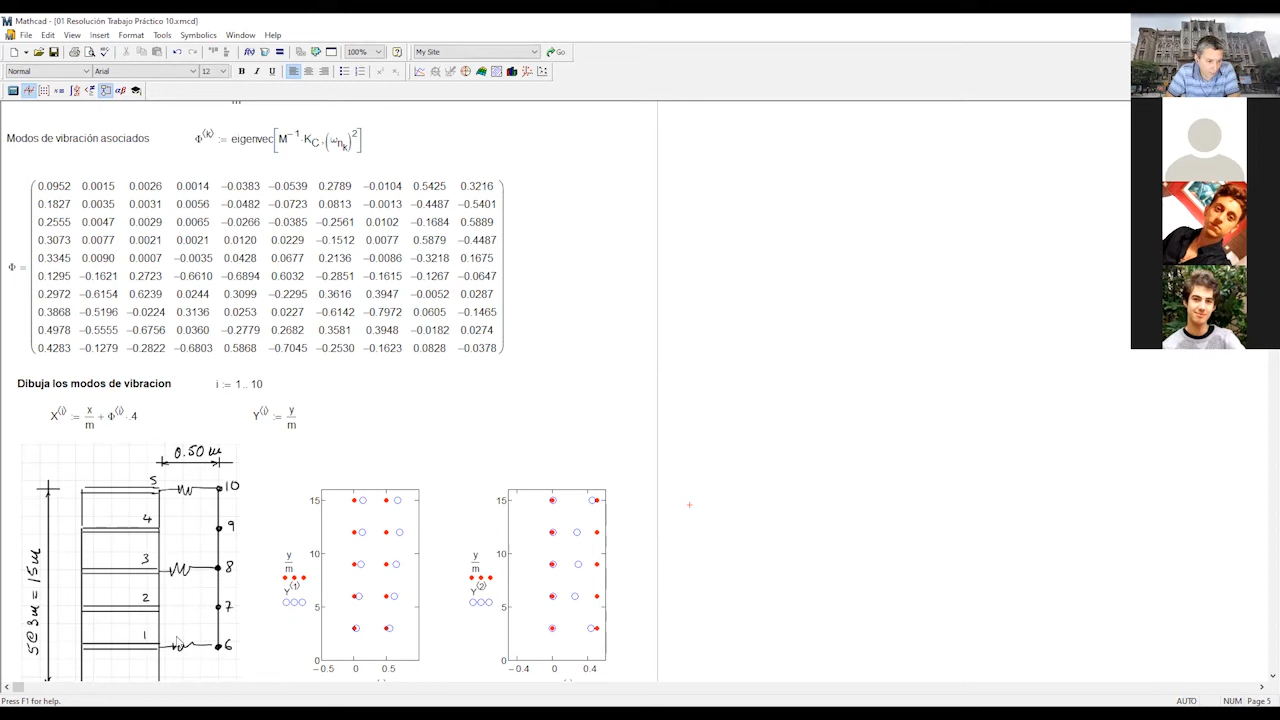 Mathcad - [01 Resolución Trabajo Práctico 10.xmcd]
File Edit View Insert Format Tools Symbolics Window Help
100% My Site Go
Normal Arial 12 B I U
m
Modos de vibración asociados Φ⟨k⟩ := eigenvec[M⁻¹·K_C, (ω_n_k)²]
0.0952 0.0015 0.0026 0.0014 −0.0383 −0.0539 0.2789 −0.0104 0.5425 0.3216
0.1827 0.0035 0.0031 0.0056 −0.0482 −0.0723 0.0813 −0.0013 −0.4487 −0.5401
0.2555 0.0047 0.0029 0.0065 −0.0266 −0.0385 −0.2561 0.0102 −0.1684 0.5889
0.3073 0.0077 0.0021 0.0021 0.0120 0.0229 −0.1512 0.0077 0.5879 −0.4487
0.3345 0.0090 0.0007 −0.0035 0.0428 0.0677 0.2136 −0.0086 −0.3218 0.1675
Φ = 0.1295 −0.1621 0.2723 −0.6610 −0.6894 0.6032 −0.2851 −0.1615 −0.1267 −0.0647
0.2972 −0.6154 0.6239 0.0244 0.3099 −0.2295 0.3616 0.3947 −0.0052 0.0287
0.3868 −0.5196 −0.0224 0.3136 0.0253 0.0227 −0.6142 −0.7972 0.0605 −0.1465
0.4978 −0.5555 −0.6756 0.0360 −0.2779 0.2682 0.3581 0.3948 −0.0182 0.0274
0.4283 −0.1279 −0.2822 −0.6803 0.5868 −0.7045 −0.2530 −0.1623 0.0828 −0.0378
Dibuja los modos de vibracion i := 1 .. 10
X⟨i⟩ := x/m + Φ⟨i⟩·.4 Y⟨i⟩ := y/m
0.50 m
5 10
4 9
3 8
2 7
1 6
5@3m = 15m
15
10
5
0
−0.5 0 0.5
y/m
Y⟨1⟩
15
10
5
0
−0.4 0 0.4
y/m
Y⟨2⟩
Press F1 for help. AUTO NUM Page 5